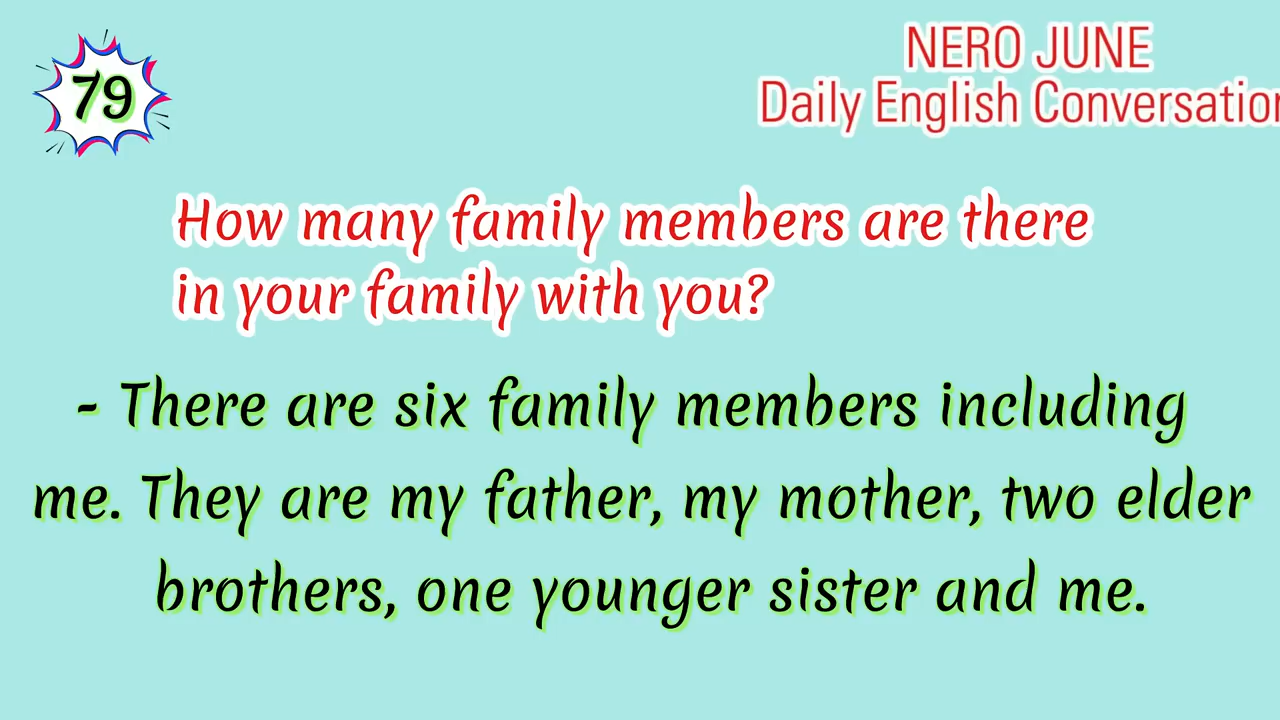 79
NERO JUNE
Daily English Conversation
How many family members are there
in your family with you?
- There are six family members including
me. They are my father, my mother, two elder
brothers, one younger sister and me.